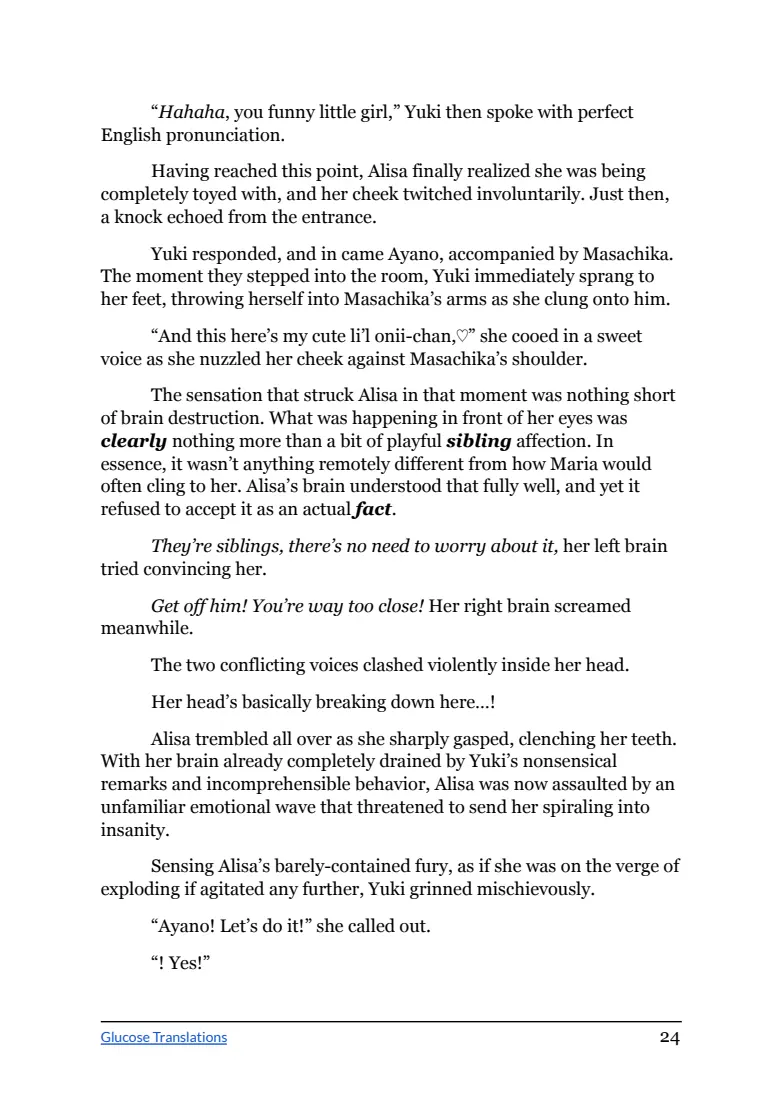 “Hahaha, you funny little girl,” Yuki then spoke with perfect
English pronunciation.
Having reached this point, Alisa finally realized she was being
completely toyed with, and her cheek twitched involuntarily. Just then,
a knock echoed from the entrance.
Yuki responded, and in came Ayano, accompanied by Masachika.
The moment they stepped into the room, Yuki immediately sprang to
her feet, throwing herself into Masachika’s arms as she clung onto him.
“And this here’s my cute li’l onii-chan,♡” she cooed in a sweet
voice as she nuzzled her cheek against Masachika’s shoulder.
The sensation that struck Alisa in that moment was nothing short
of brain destruction. What was happening in front of her eyes was
clearly nothing more than a bit of playful sibling affection. In
essence, it wasn’t anything remotely different from how Maria would
often cling to her. Alisa’s brain understood that fully well, and yet it
refused to accept it as an actual fact.
They’re siblings, there’s no need to worry about it, her left brain
tried convincing her.
Get off him! You’re way too close! Her right brain screamed
meanwhile.
The two conflicting voices clashed violently inside her head.
Her head’s basically breaking down here...!
Alisa trembled all over as she sharply gasped, clenching her teeth.
With her brain already completely drained by Yuki’s nonsensical
remarks and incomprehensible behavior, Alisa was now assaulted by an
unfamiliar emotional wave that threatened to send her spiraling into
insanity.
Sensing Alisa’s barely-contained fury, as if she was on the verge of
exploding if agitated any further, Yuki grinned mischievously.
“Ayano! Let’s do it!” she called out.
“! Yes!”
Glucose Translations 24